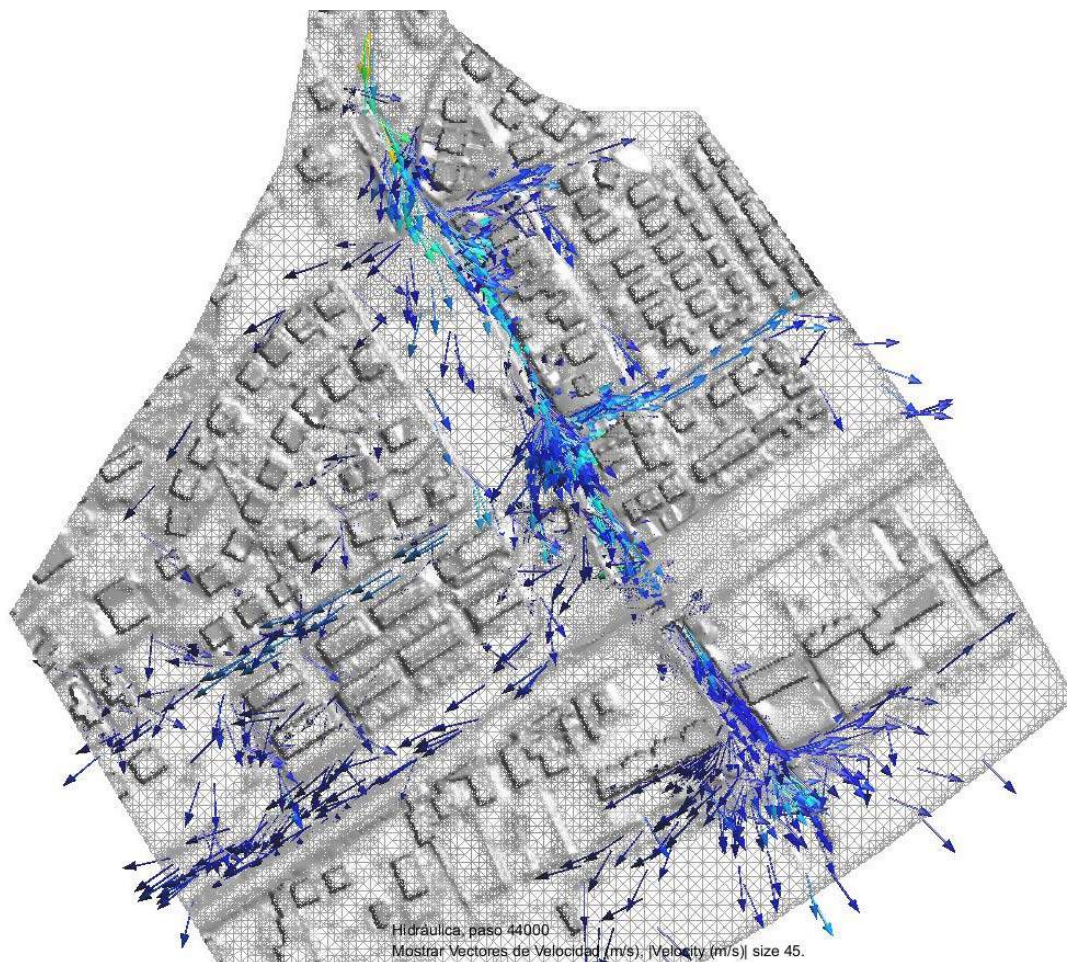 Hidráulica, paso 44000
Mostrar Vectores de Velocidad (m/s), |Velocity (m/s)| size 45.